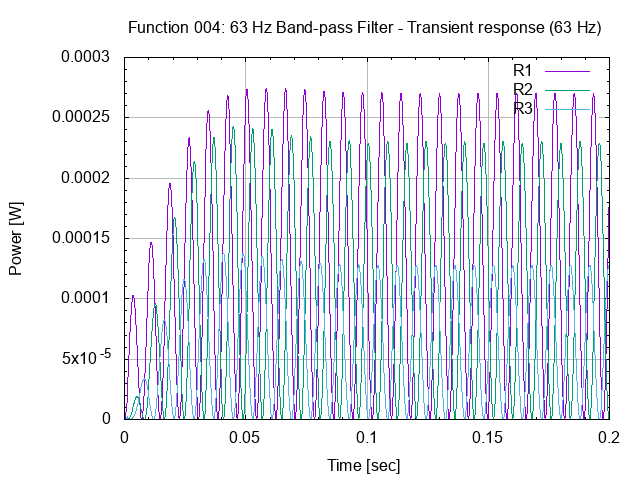 Function 004: 63 Hz Band-pass Filter - Transient response (63 Hz)
0.0003
R1
R2
0.00025
R3
0.0002
Power [W]
0.00015
0.0001
5x10-5
0
0 0.05 0.1 0.15 0.2
Time [sec]